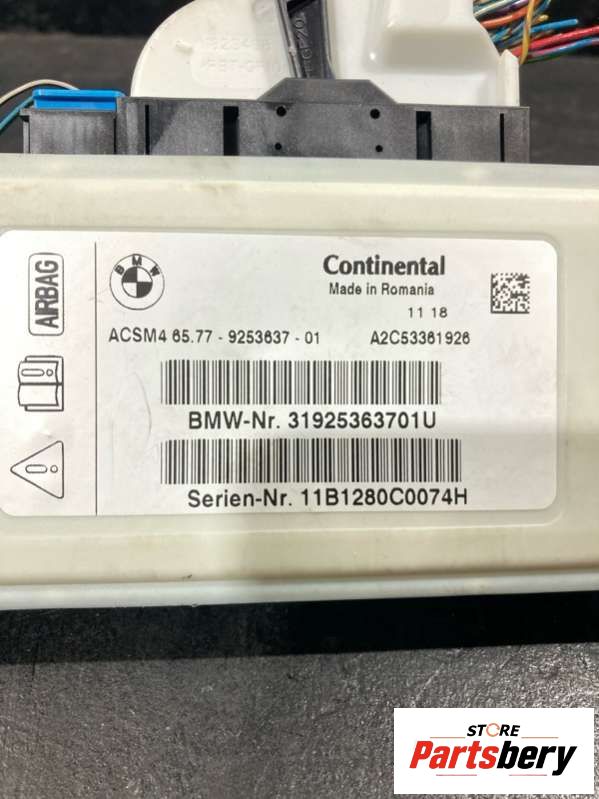 AIRBAG
BMW
Continental
Made in Romania
11 18
ACSM4 65.77 - 9253637 - 01
A2C53361926
BMW-Nr. 31925363701U
Serien-Nr. 11B1280C0074H
STORE
Partsbery